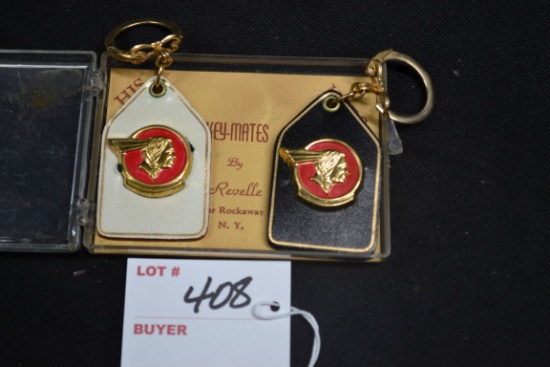 HIS
KEY-MATES
By
Revelle
Rockaway
N. Y.
LOT #
408
BUYER